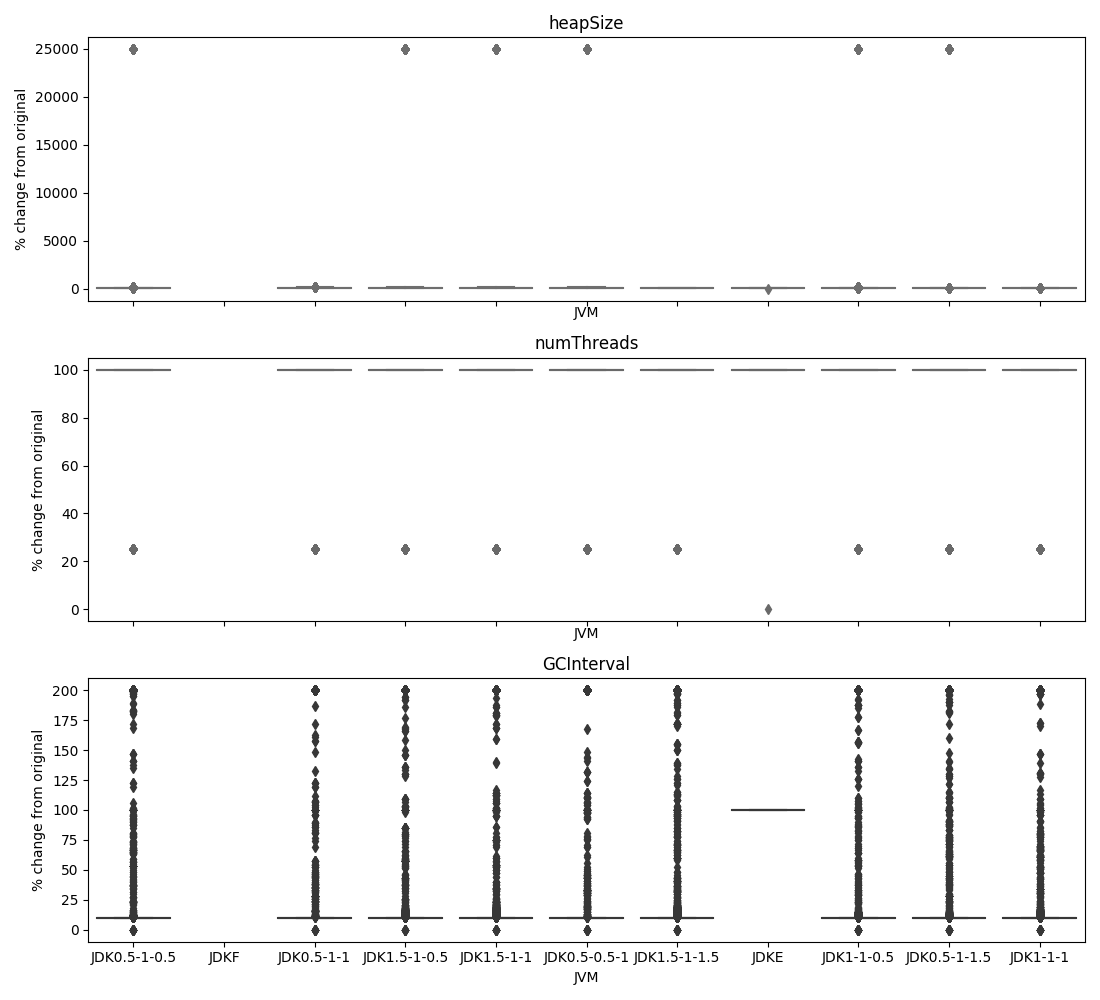 heapSize
25000
20000
15000
10000
5000
0
% change from original
JVM
numThreads
100
80
60
40
20
0
% change from original
JVM
GCInterval
200
175
150
125
100
75
50
25
0
% change from original
JDK0.5-1-0.5 JDKF JDK0.5-1-1 JDK1.5-1-0.5 JDK1.5-1-1 JDK0.5-0.5-1 JDK1.5-1-1.5 JDKE JDK1-1-0.5 JDK0.5-1-1.5 JDK1-1-1
JVM